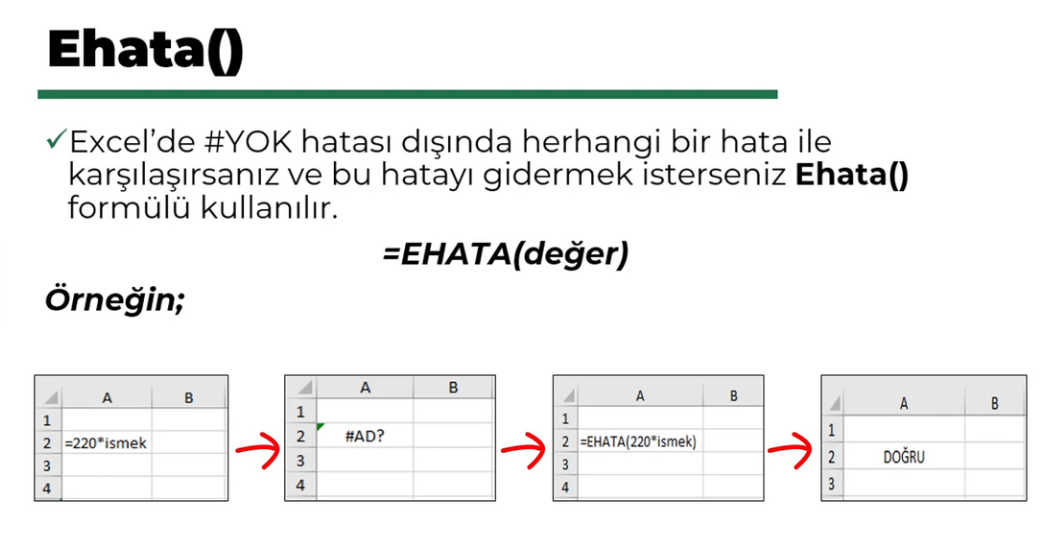 Ehata()
✓Excel’de #YOK hatası dışında herhangi bir hata ile
karşılaşırsanız ve bu hatayı gidermek isterseniz Ehata()
formülü kullanılır.
=EHATA(değer)
Örneğin;
A B
1
2 =220*ismek
3
4
A B
1
2 #AD?
3
4
A B
1
2 =EHATA(220*ismek)
3
4
A B
1
2 DOĞRU
3